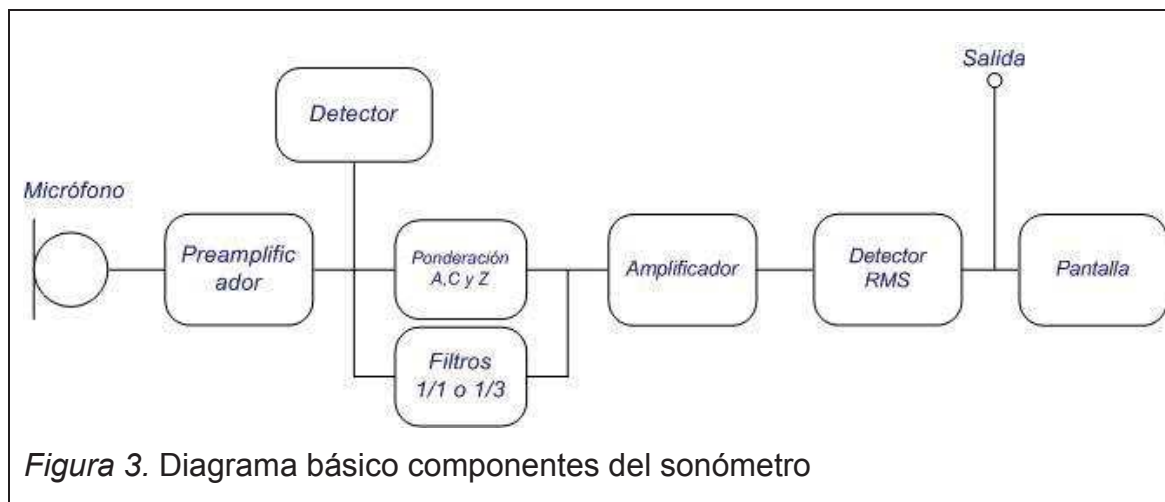 Salida
Detector
Micrófono
Preamplific
ador
Ponderación
A,C y Z
Amplificador
Detector
RMS
Pantalla
Filtros
1/1 o 1/3
Figura 3. Diagrama básico componentes del sonómetro